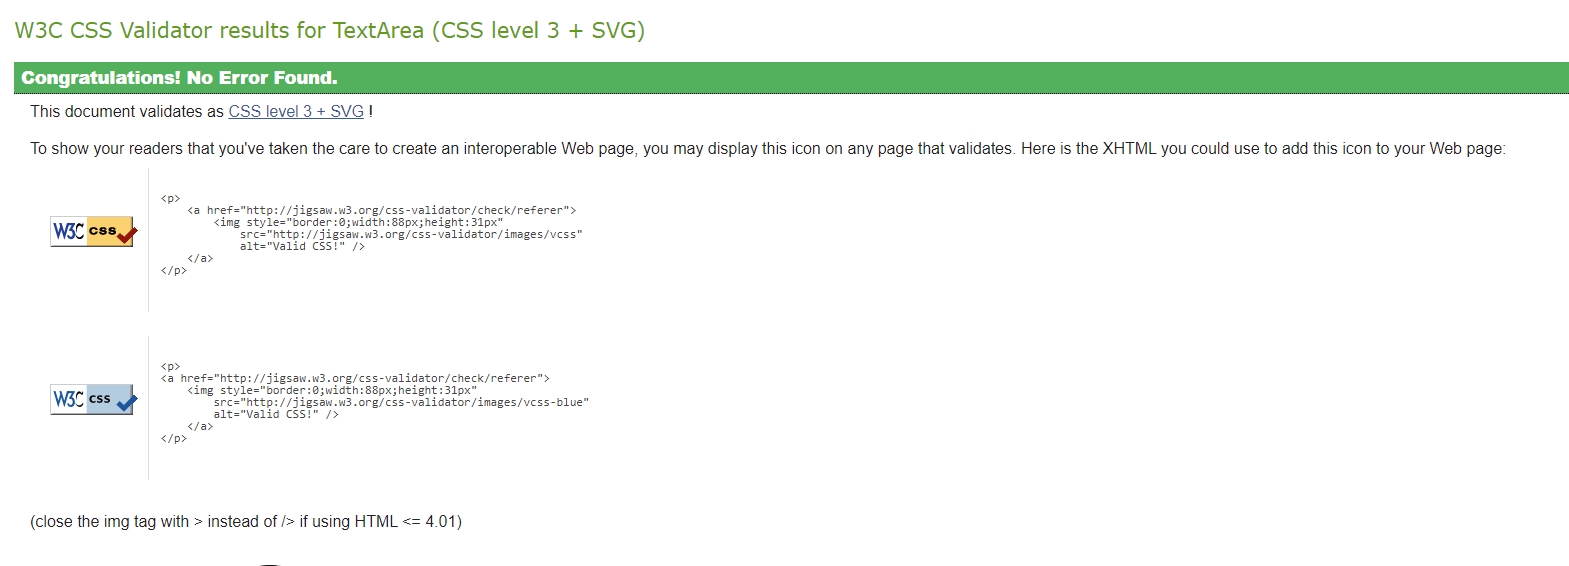 W3C CSS Validator results for TextArea (CSS level 3 + SVG)
Congratulations! No Error Found.
This document validates as CSS level 3 + SVG !
To show your readers that you've taken the care to create an interoperable Web page, you may display this icon on any page that validates. Here is the XHTML you could use to add this icon to your Web page:
W3C css
<p>
<a href="http://jigsaw.w3.org/css-validator/check/referer">
<img style="border:0;width:88px;height:31px"
src="http://jigsaw.w3.org/css-validator/images/vcss"
alt="Valid CSS!" />
</a>
</p>
W3C css
<p>
<a href="http://jigsaw.w3.org/css-validator/check/referer">
<img style="border:0;width:88px;height:31px"
src="http://jigsaw.w3.org/css-validator/images/vcss-blue"
alt="Valid CSS!" />
</a>
</p>
(close the img tag with > instead of /> if using HTML <= 4.01)